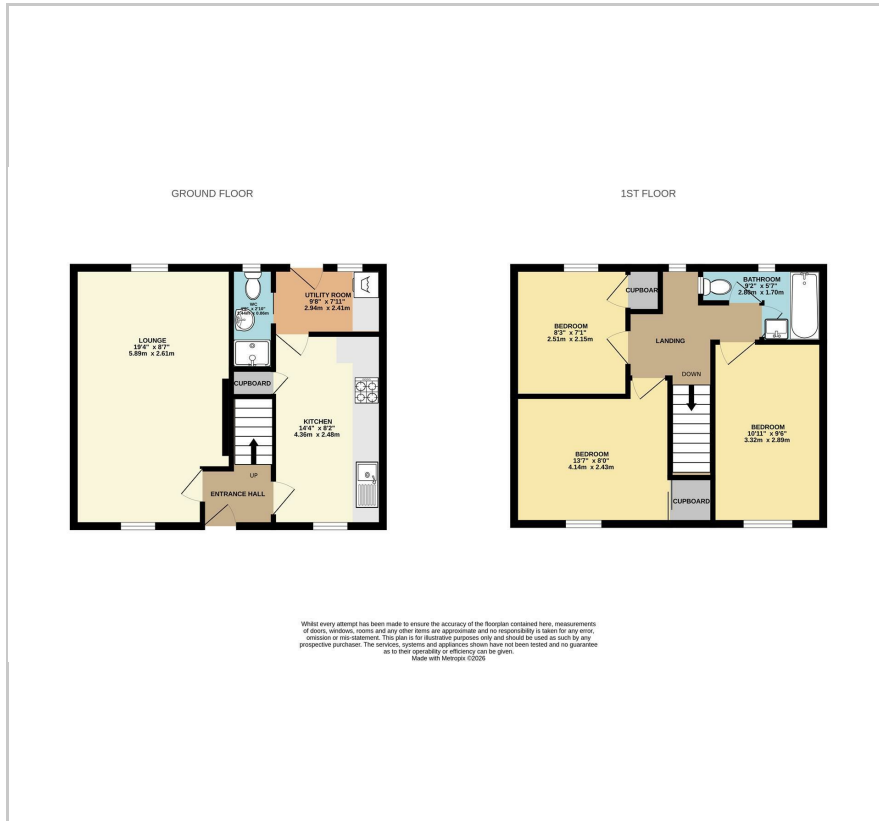 GROUND FLOOR
1ST FLOOR
LOUNGE
19'4" x 8'7"
5.89m x 2.61m
WC
UTILITY ROOM
9'8" x 7'11"
2.94m x 2.41m
CUPBOARD
KITCHEN
14'4" x 8'2"
4.36m x 2.48m
UP
ENTRANCE HALL
CUPBOAR
BATHROOM
9'2" x 5'7"
x 1.70m
BEDROOM
8'3" x 7'1"
2.51m x 2.15m
LANDING
DOWN
BEDROOM
10'11" x 9'6"
3.32m x 2.89m
BEDROOM
13'7" x 8'0"
4.14m x 2.43m
CUPBOARD
Whilst every attempt has been made to ensure the accuracy of the floorplan contained here, measurements
of doors, windows, rooms and any other items are approximate and no responsibility is taken for any error,
omission or mis-statement. This plan is for illustrative purposes only and should be used as such by any
prospective purchaser. The services, systems and appliances shown have not been tested and no guarantee
as to their operability or efficiency can be given.
Made with Metropix ©2026